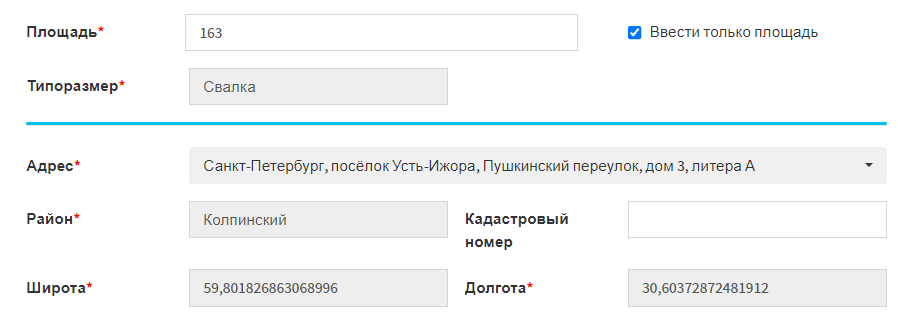 Площадь* 163 Ввести только площадь
Типоразмер* Свалка
Адрес* Санкт-Петербург, посёлок Усть-Ижора, Пушкинский переулок, дом 3, литера А
Район* Колпинский Кадастровый
номер
Широта* 59,801826863068996 Долгота* 30,60372872481912